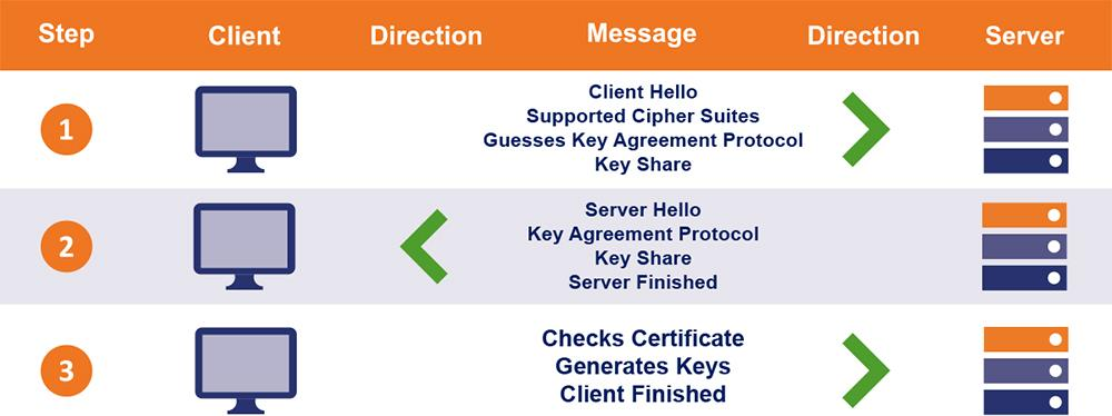 Step Client Direction Message Direction Server
1
Client Hello
Supported Cipher Suites
Guesses Key Agreement Protocol
Key Share
2
Server Hello
Key Agreement Protocol
Key Share
Server Finished
3
Checks Certificate
Generates Keys
Client Finished